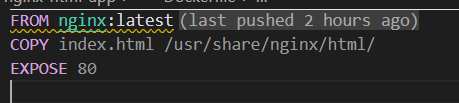 FROM nginx:latest (last pushed 2 hours ago)
COPY index.html /usr/share/nginx/html/
EXPOSE 80